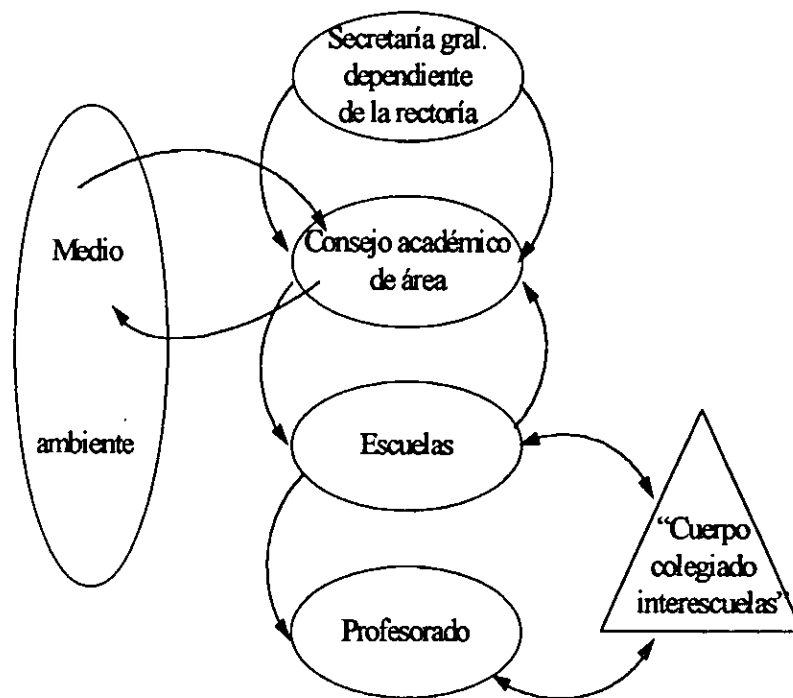 Secretaría gral.
dependiente
de la rectoría
Medio
ambiente
Consejo académico
de área
Escuelas
“Cuerpo
colegiado
interescuelas”
Profesorado